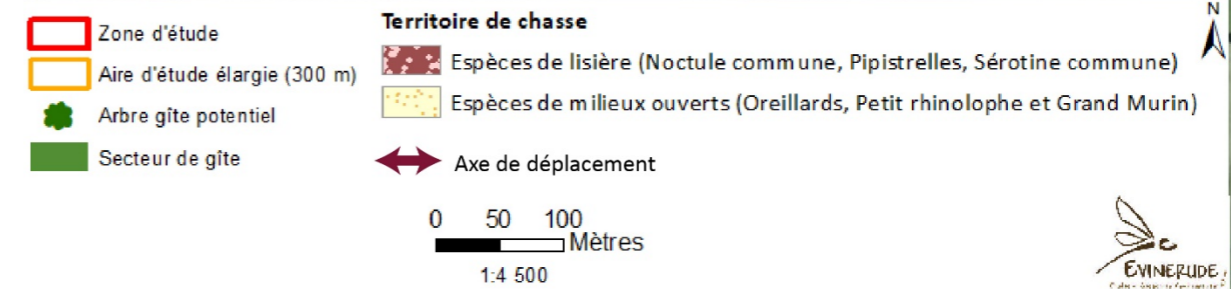 Zone d'étude
Aire d'étude élargie (300 m)
Arbre gîte potentiel
Secteur de gîte
Territoire de chasse
Espèces de lisière (Noctule commune, Pipistrelles, Sérotine commune)
Espèces de milieux ouverts (Oreillards, Petit rhinolophe et Grand Murin)
Axe de déplacement
0 50 100
Mètres
1:4 500
N
EVINERUDE